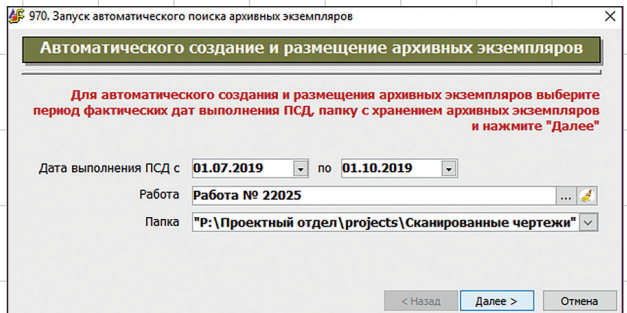 970. Запуск автоматического поиска архивных экземпляров
Автоматического создание и размещение архивных экземпляров
Для автоматического создания и размещения архивных экземпляров выберите
период фактических дат выполнения ПСД, папку с хранением архивных экземпляров
и нажмите "Далее"
Дата выполнения ПСД с 01.07.2019 по 01.10.2019
Работа Работа № 22025 ...
Папка "P:\Проектный отдел\projects\Сканированные чертежи"
< Назад Далее > Отмена